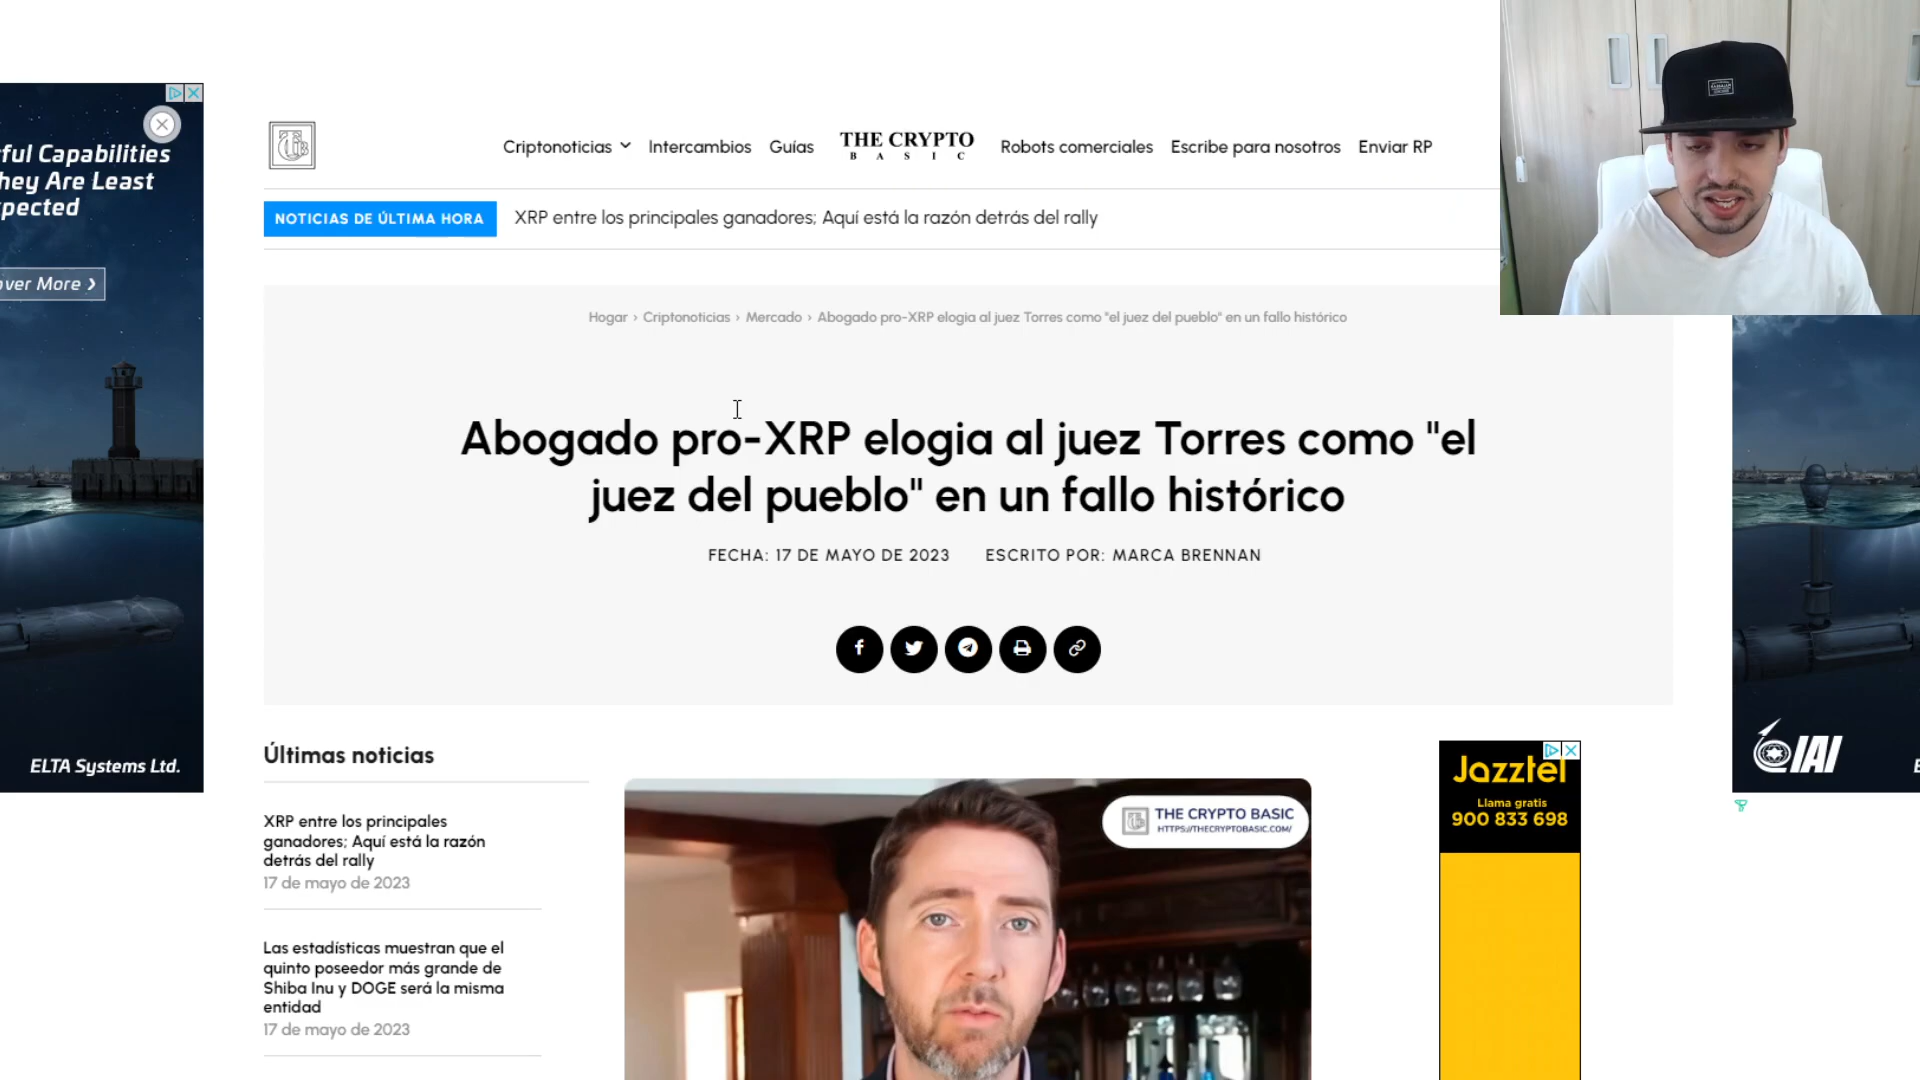 ful Capabilities
hey Are Least
pected
over More ❯
ELTA Systems Ltd.
Criptonoticias
Intercambios
Guías
THE CRYPTO
BASIC
Robots comerciales
Escribe para nosotros
Enviar RP
NOTICIAS DE ÚLTIMA HORA
XRP entre los principales ganadores; Aquí está la razón detrás del rally
Hogar › Criptonoticias › Mercado › Abogado pro-XRP elogia al juez Torres como "el juez del pueblo" en un fallo histórico
Abogado pro-XRP elogia al juez Torres como "el
juez del pueblo" en un fallo histórico
FECHA: 17 DE MAYO DE 2023
ESCRITO POR: MARCA BRENNAN
Últimas noticias
XRP entre los principales
ganadores; Aquí está la razón
detrás del rally
17 de mayo de 2023
Las estadísticas muestran que el
quinto poseedor más grande de
Shiba Inu y DOGE será la misma
entidad
17 de mayo de 2023
THE CRYPTO BASIC
HTTPS://THECRYPTOBASIC.COM/
Jazztel
Llama gratis
900 833 698
IAI
E